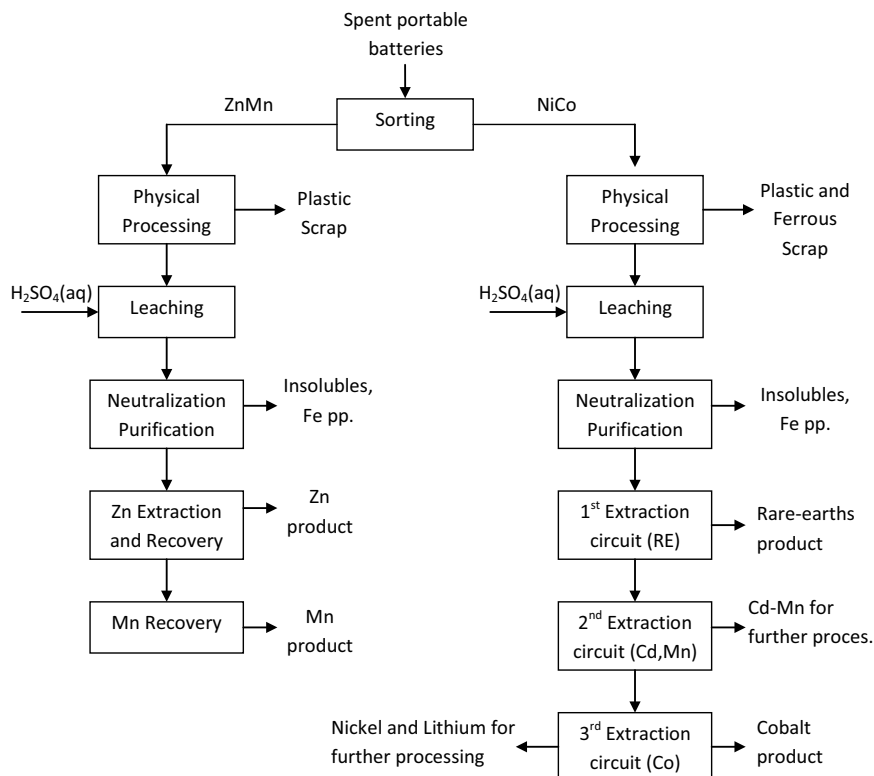 Spent portable
batteries
ZnMn
NiCo
Sorting
Physical
Processing
Plastic
Scrap
Physical
Processing
Plastic and
Ferrous
Scrap
H₂SO₄(aq)
Leaching
H₂SO₄(aq)
Leaching
Neutralization
Purification
Insolubles,
Fe pp.
Neutralization
Purification
Insolubles,
Fe pp.
Zn Extraction
and Recovery
Zn
product
1st Extraction
circuit (RE)
Rare-earths
product
Mn Recovery
Mn
product
2nd Extraction
circuit (Cd,Mn)
Cd-Mn for
further proces.
Nickel and Lithium for
further processing
3rd Extraction
circuit (Co)
Cobalt
product